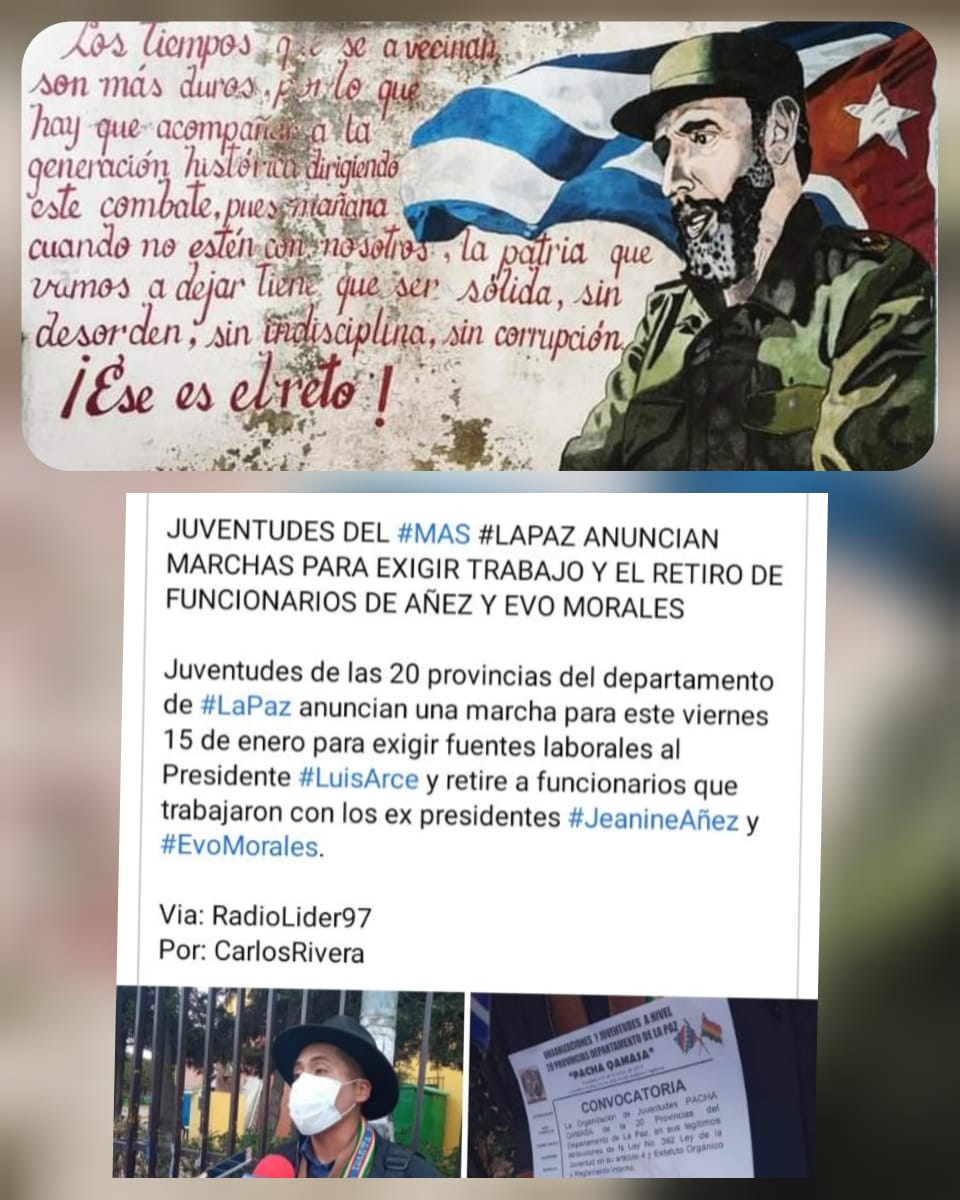 Los tiempos que se avecinan
son más duros, por lo que
hay que acompañar a la
generación histórica dirigiendo
este combate, pues mañana
cuando no estén con nosotros, la patria que
vamos a dejar tiene que ser sólida, sin
desorden, sin indisciplina, sin corrupción
¡Ese es el reto!
JUVENTUDES DEL #MAS #LAPAZ ANUNCIAN
MARCHAS PARA EXIGIR TRABAJO Y EL RETIRO DE
FUNCIONARIOS DE AÑEZ Y EVO MORALES
Juventudes de las 20 provincias del departamento
de #LaPaz anuncian una marcha para este viernes
15 de enero para exigir fuentes laborales al
Presidente #LuisArce y retire a funcionarios que
trabajaron con los ex presidentes #JeanineAñez y
#EvoMorales.
Via: RadioLider97
Por: CarlosRivera
ORGANIZACIONES Y JUVENTUDES A NIVEL
20 PROVINCIAS DEPARTAMENTO DE LA PAZ
"PACHA QAMASA"
CONVOCATORIA
La Organización de Juventudes PACHA
QAMASA de la 20 Provincias del
Departamento de La Paz, en sus legítimos
atribuciones de la Ley No. 342 Ley de la
Juventud en su artículo 4 y Estatuto Orgánico
y Reglamento Interno.